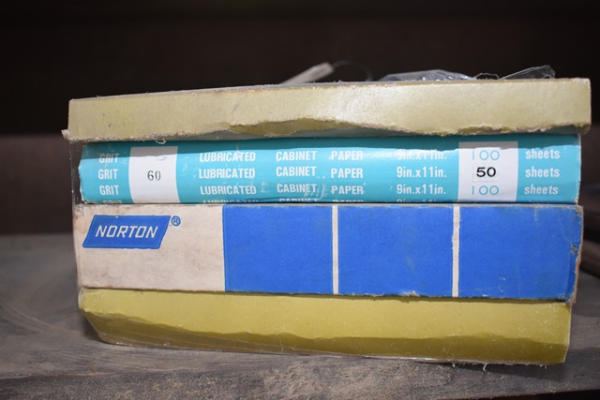 GRIT LUBRICATED CABINET PAPER 9in.x11in. 100 sheets
GRIT 60 LUBRICATED CABINET PAPER 9in.x11in. 50 sheets
GRIT LUBRICATED CABINET PAPER 9in.x11in. 100 sheets
NORTON®